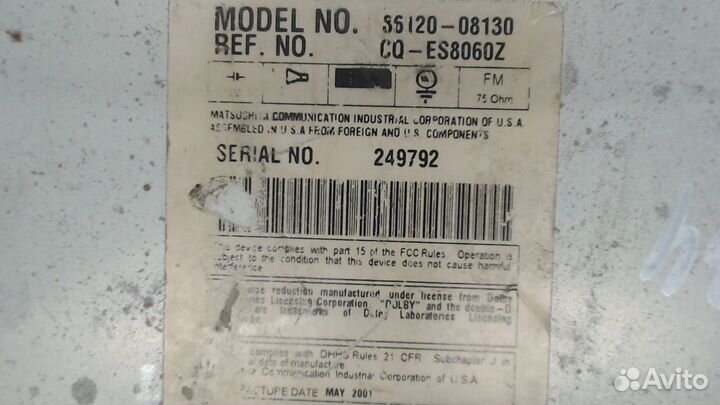 MODEL NO. 86120-08130
REF. NO. CQ-ES8060Z
FM
75 Ohm
MATSUSHITA COMMUNICATION INDUSTRIAL CORPORATION OF U.S.A.
ASSEMBLED IN U.S.A FROM FOREIGN AND U.S. COMPONENTS
SERIAL NO. 249792
This device complies with part 15 of the FCC Rules. Operation is
subject to the condition that this device does not cause harmful
interference
noise reduction manufactured under license from Dolby
Licensing Corporation. "DOLBY" and the double-D
are trademarks of Dolby Laboratories Licensing
complies with DHHS Rules 21 CFR Subchapter J in
of date of manufacture.
Communication Industrial Corporation of U.S.A
DATE MAY 2001
Avito